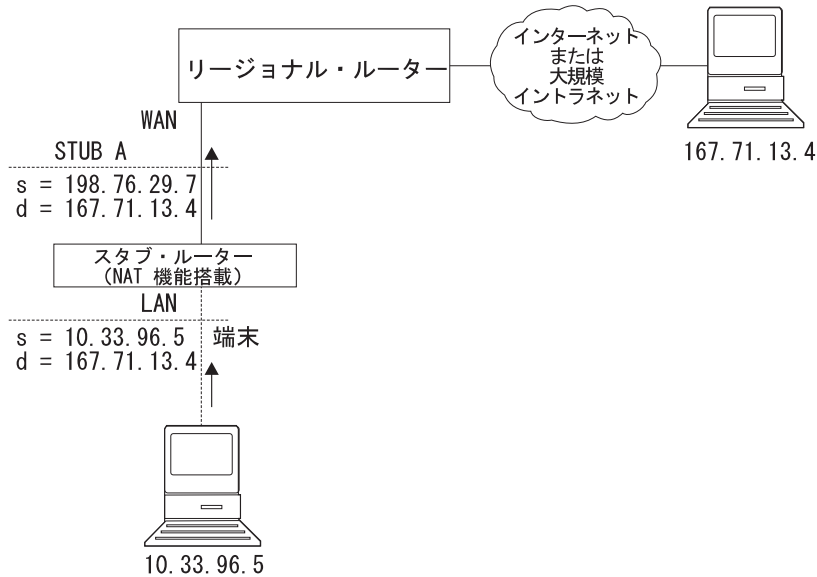 インターネット
または
大規模
イントラネット
リージョナル・ルーター
167.71.13.4
WAN
STUB A
s = 198.76.29.7
d = 167.71.13.4
スタブ・ルーター
(NAT 機能搭載)
LAN
s = 10.33.96.5 端末
d = 167.71.13.4
10.33.96.5